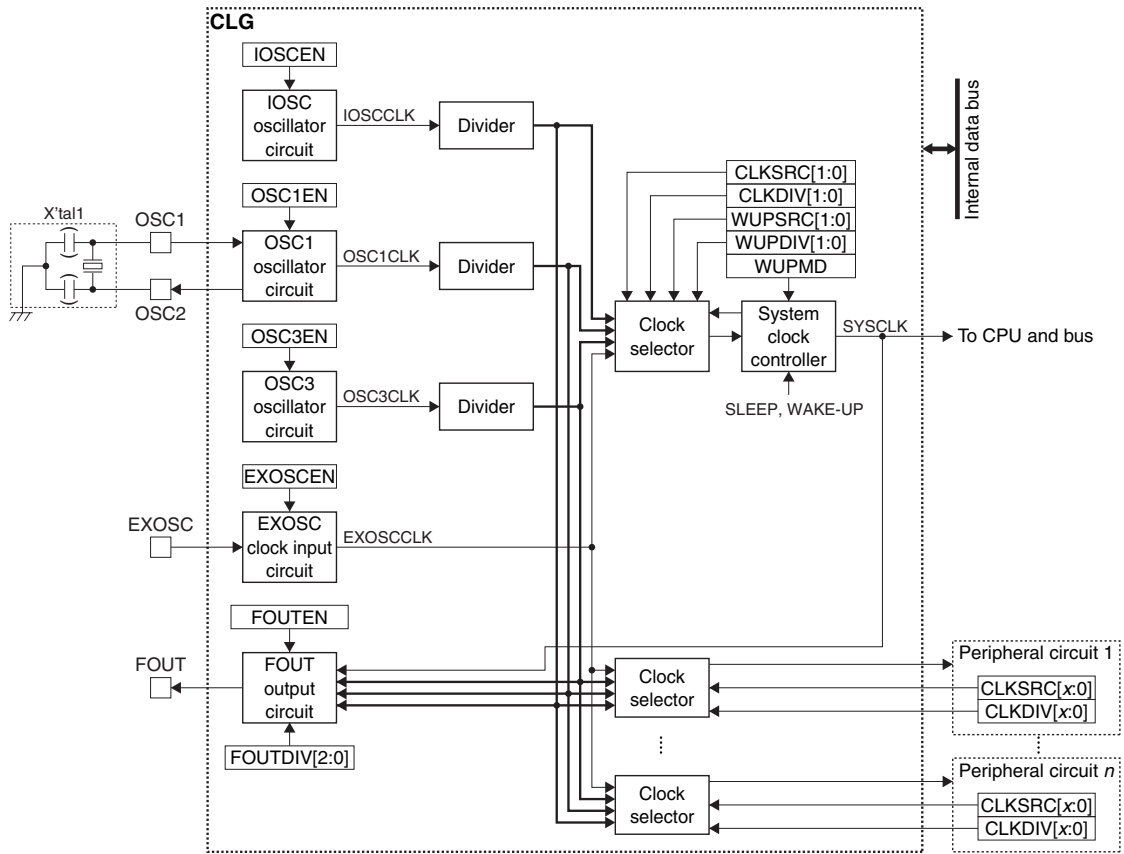 CLG
IOSCEN
IOSC
oscillator
circuit
IOSCCLK
Divider
Internal data bus
CLKSRC[1:0]
CLKDIV[1:0]
WUPSRC[1:0]
WUPDIV[1:0]
WUPMD
X'tal1
OSC1
OSC2
OSC1EN
OSC1
oscillator
circuit
OSC1CLK
Divider
Clock
selector
System
clock
controller
SYSCLK
To CPU and bus
SLEEP, WAKE-UP
OSC3EN
OSC3
oscillator
circuit
OSC3CLK
Divider
EXOSCEN
EXOSC
EXOSC
clock input
circuit
EXOSCCLK
FOUTEN
FOUT
FOUT
output
circuit
FOUTDIV[2:0]
Clock
selector
Peripheral circuit 1
CLKSRC[x:0]
CLKDIV[x:0]
Clock
selector
Peripheral circuit n
CLKSRC[x:0]
CLKDIV[x:0]